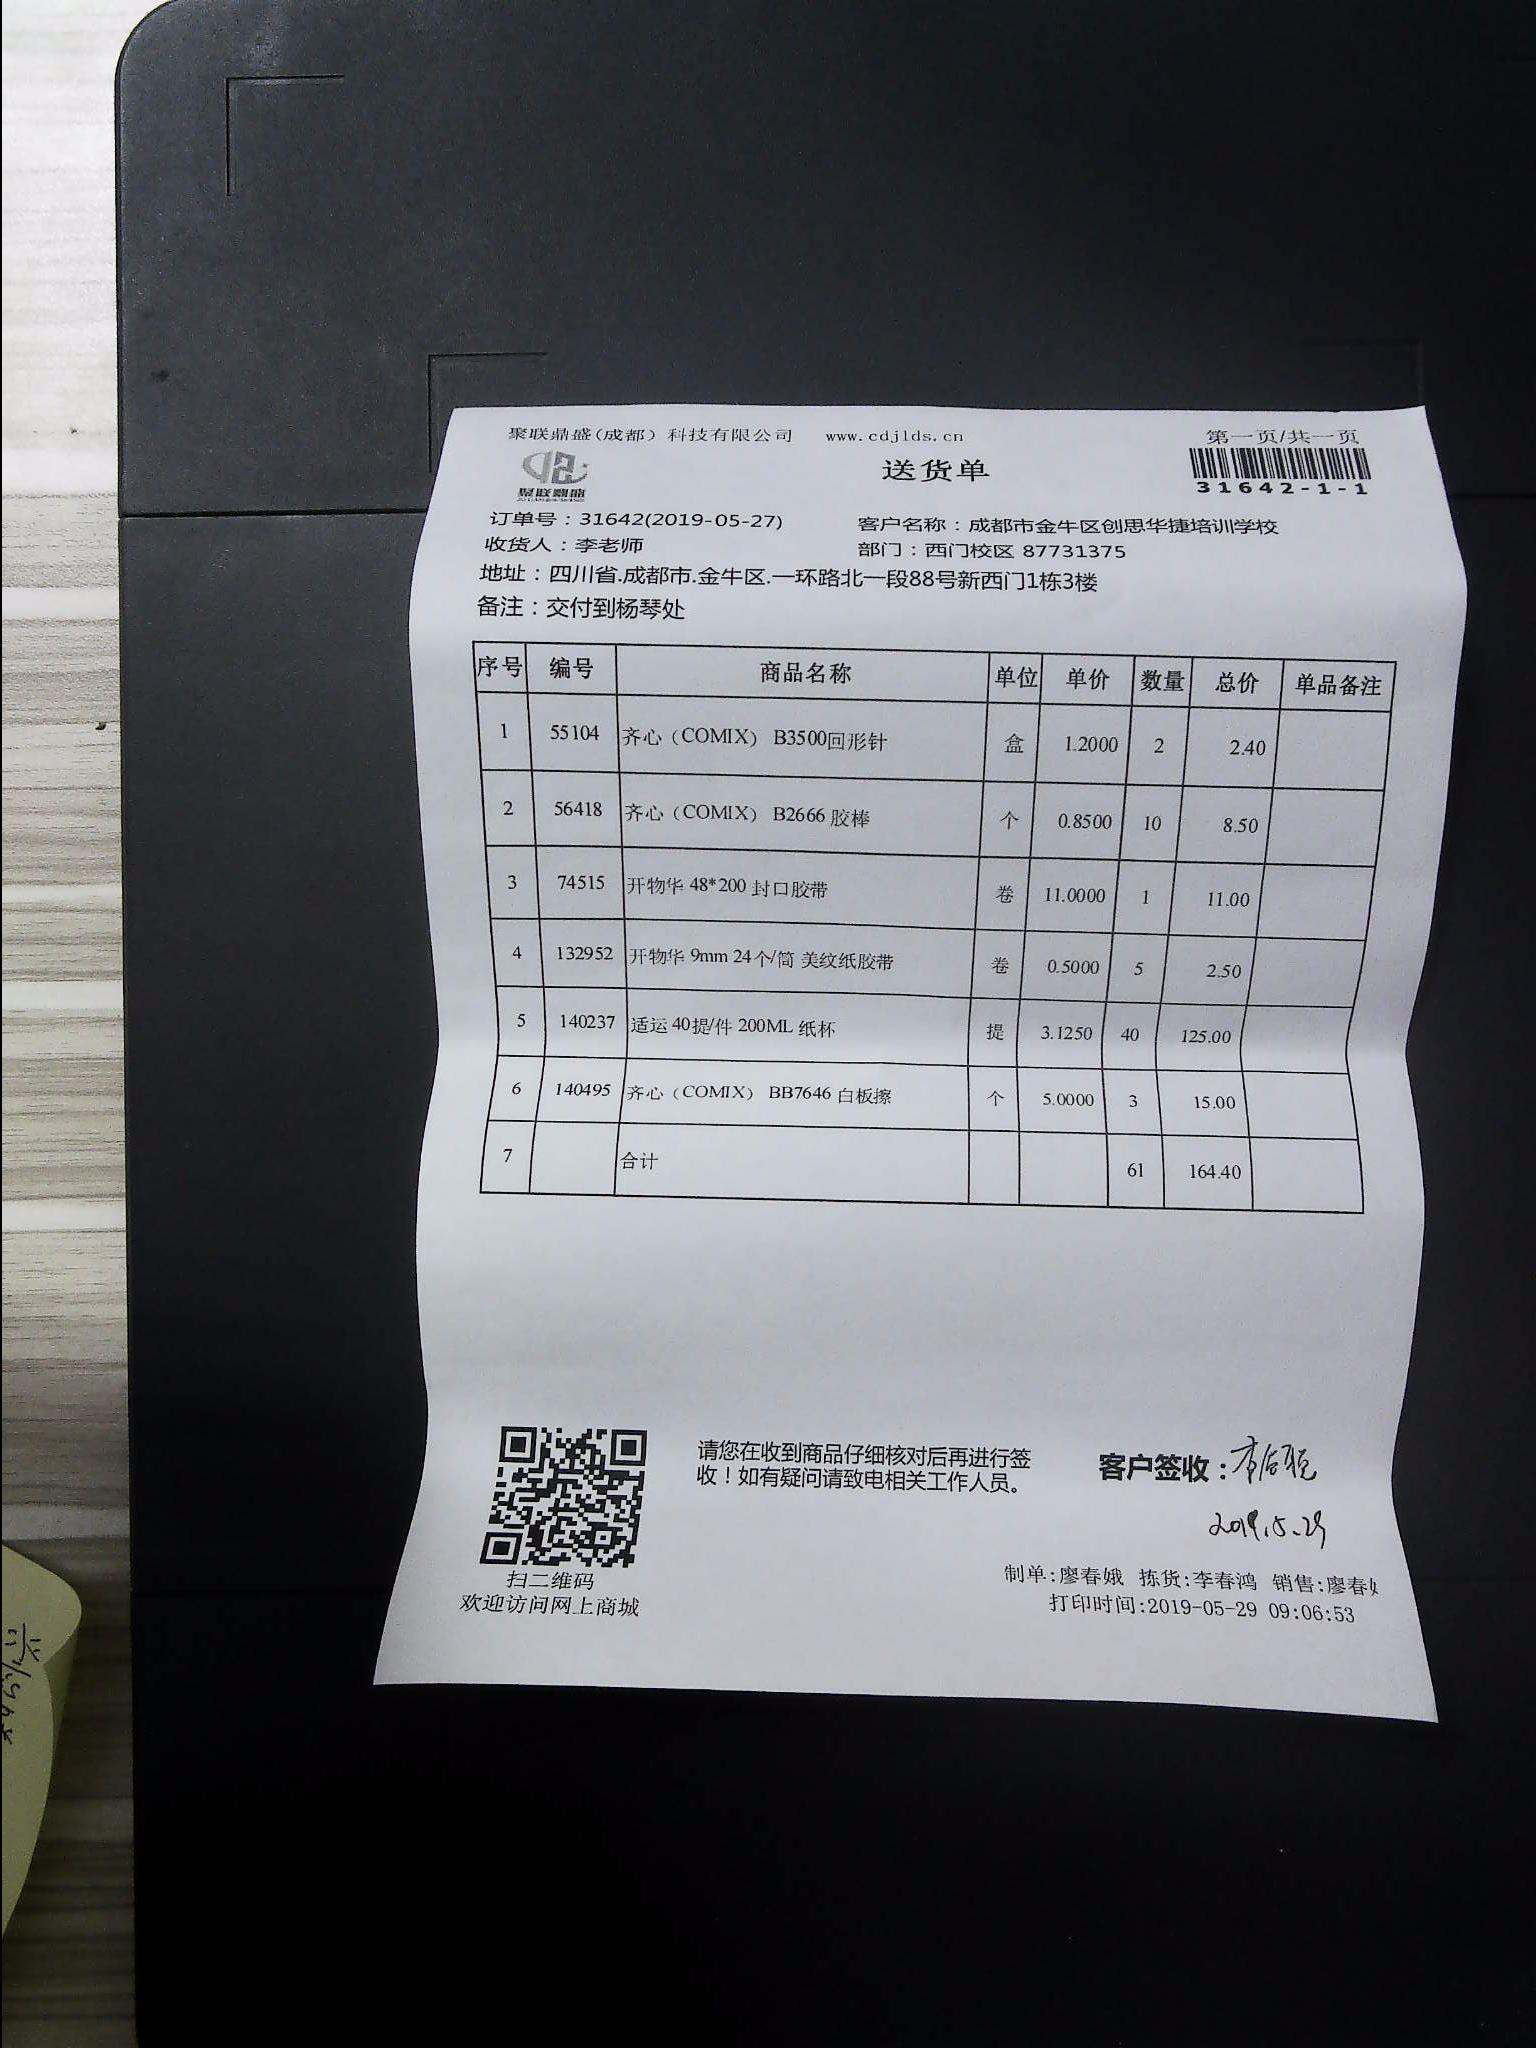 聚联鼎盛(成都)科技有限公司 www.cdjlds.cn 第一页/共一页
送货单
31642-1-1
订单号：31642(2019-05-27) 客户名称：成都市金牛区创思华捷培训学校
收货人：李老师 部门：西门校区 87731375
地址：四川省.成都市.金牛区.一环路北一段88号新西门1栋3楼
备注：交付到杨琴处
序号 编号 商品名称 单位 单价 数量 总价 单品备注
1 55104 齐心（COMIX） B3500回形针 盒 1.2000 2 2.40
2 56418 齐心（COMIX） B2666 胶棒 个 0.8500 10 8.50
3 74515 开物华 48*200 封口胶带 卷 11.0000 1 11.00
4 132952 开物华 9mm 24个/筒 美纹纸胶带 卷 0.5000 5 2.50
5 140237 适运 40提/件 200ML 纸杯 提 3.1250 40 125.00
6 140495 齐心（COMIX） BB7646 白板擦 个 5.0000 3 15.00
7 合计 61 164.40
请您在收到商品仔细核对后再进行签
收！如有疑问请致电相关工作人员。
客户签收：
2019.5.29
扫二维码
欢迎访问网上商城
制单:廖春娥 拣货:李春鸿 销售:廖春
打印时间:2019-05-29 09:06:53